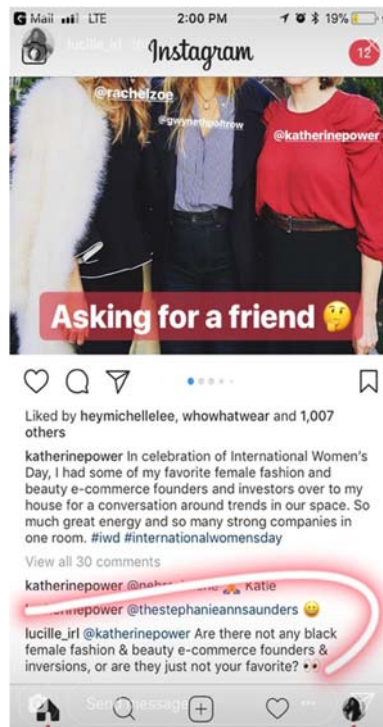 Mail LTE 2:00 PM 19%
lucille_irl
Instagram
12
@rachelzoe
@gwynethpaltrow
@katherinepower
Asking for a friend 🤔
Liked by heymichellelee, whowhatwear and 1,007
others
katherinepower In celebration of International Women's
Day, I had some of my favorite female fashion and
beauty e-commerce founders and investors over to my
house for a conversation around trends in our space. So
much great energy and so many strong companies in
one room. #iwd #internationalwomensday
View all 30 comments
katherinepower Katie
@thestephanieannsaunders 😀
lucille_irl @katherinepower Are there not any black
female fashion & beauty e-commerce founders &
inversions, or are they just not your favorite? 👀
Send message